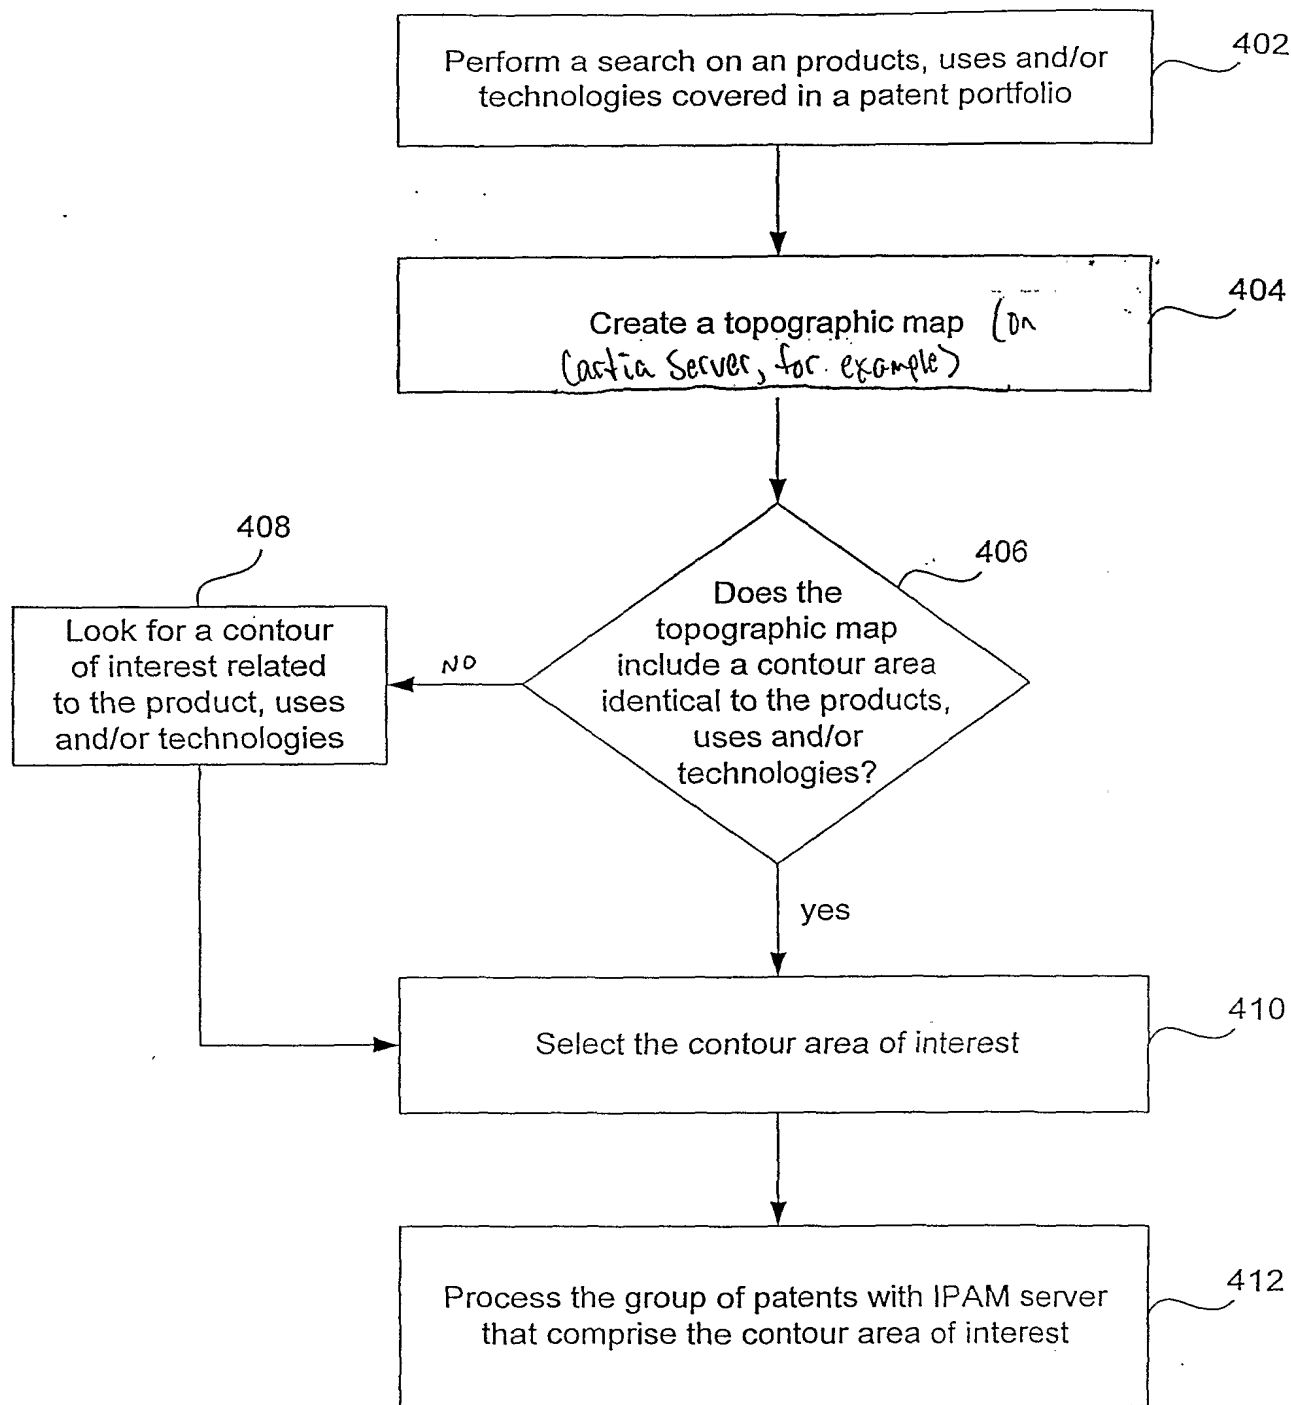 Perform a search on an products, uses and/or
technologies covered in a patent portfolio
402
Create a topographic map (on
Cartia Server, for example)
404
406
Does the
topographic map
include a contour area
identical to the products,
uses and/or
technologies?
NO
408
Look for a contour
of interest related
to the product, uses
and/or technologies
yes
Select the contour area of interest
410
Process the group of patents with IPAM server
that comprise the contour area of interest
412